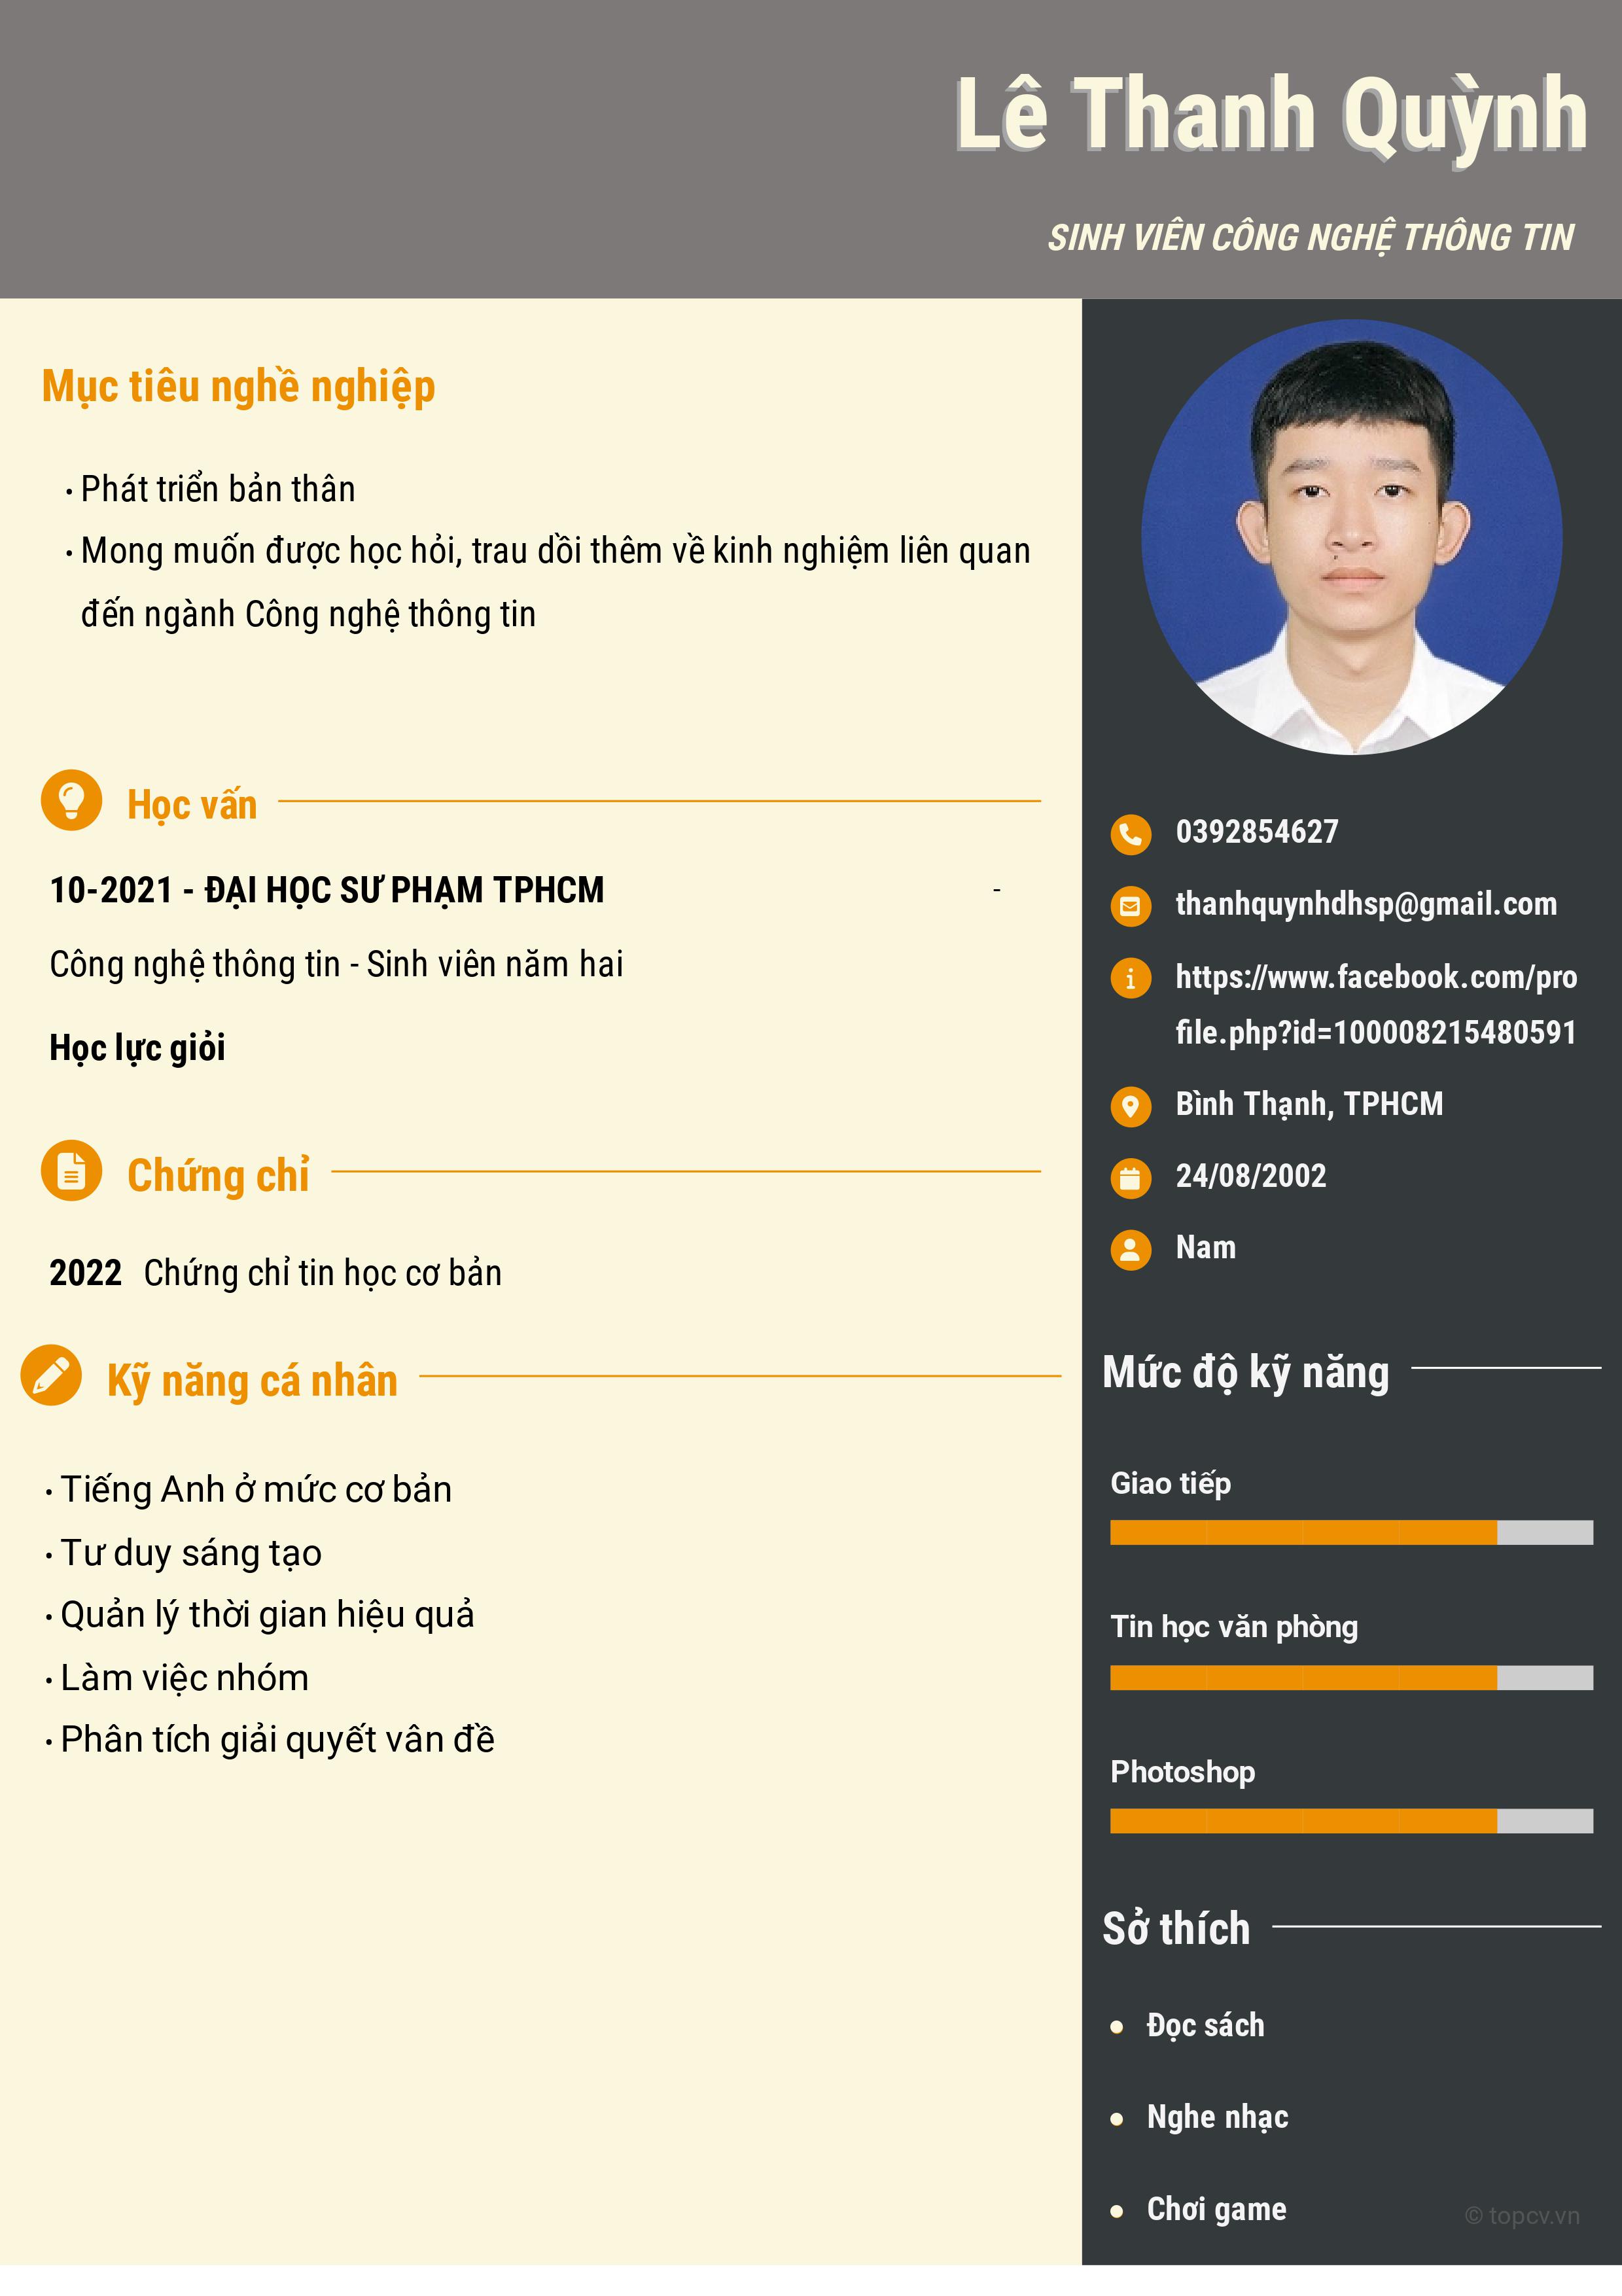 Lê Thanh Quỳnh
SINH VIÊN CÔNG NGHỆ THÔNG TIN
Mục tiêu nghề nghiệp
• Phát triển bản thân
• Mong muốn được học hỏi, trau dồi thêm về kinh nghiệm liên quan
đến ngành Công nghệ thông tin
Học vấn
10-2021 - ĐẠI HỌC SƯ PHẠM TPHCM -
Công nghệ thông tin - Sinh viên năm hai
Học lực giỏi
Chứng chỉ
2022 Chứng chỉ tin học cơ bản
Kỹ năng cá nhân
• Tiếng Anh ở mức cơ bản
• Tư duy sáng tạo
• Quản lý thời gian hiệu quả
• Làm việc nhóm
• Phân tích giải quyết vân đề
0392854627
thanhquynhdhsp@gmail.com
https://www.facebook.com/pro
file.php?id=100008215480591
Bình Thạnh, TPHCM
24/08/2002
Nam
Mức độ kỹ năng
Giao tiếp
Tin học văn phòng
Photoshop
Sở thích
• Đọc sách
• Nghe nhạc
• Chơi game
© topcv.vn